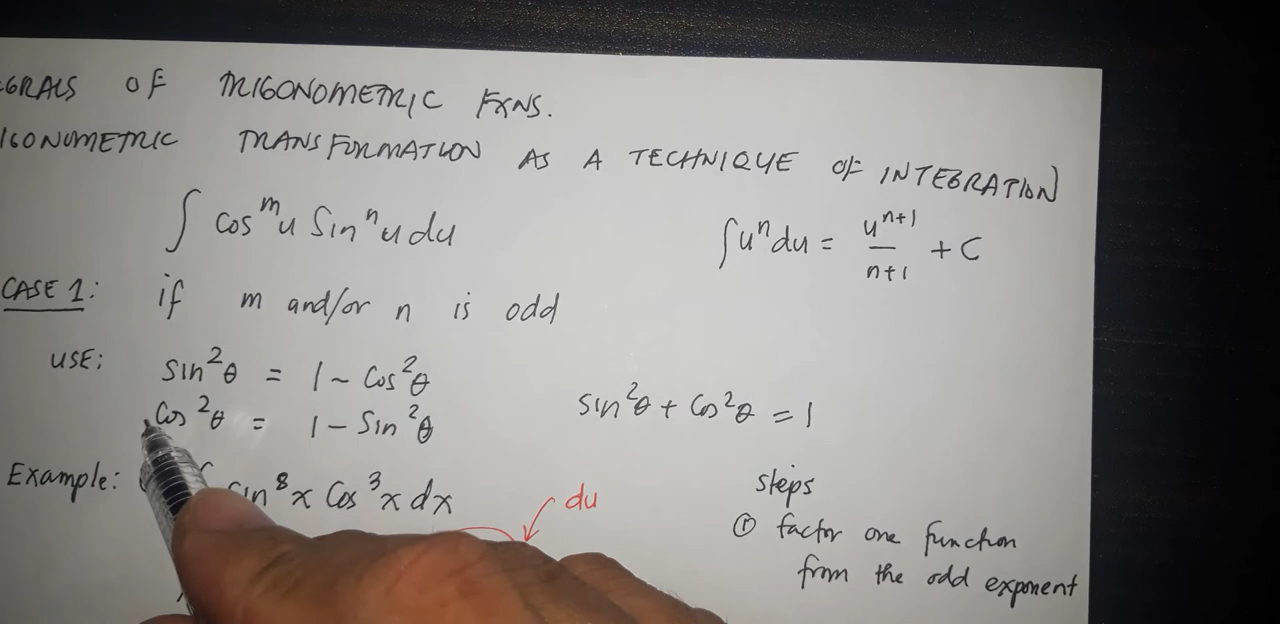 OF TRIGONOMETRIC FXNS.
TRANSFORMATION AS A TECHNIQUE OF INTEGRATION
∫ cos^m u sin^n u du
∫u^n du = u^(n+1)/(n+1) + C
CASE 1: if m and/or n is odd
USE: sin²θ = 1 - cos²θ
cos²θ = 1 - sin²θ
sin²θ + cos²θ = 1
Example: x cos³x dx
du
steps
① factor one function
from the odd exponent